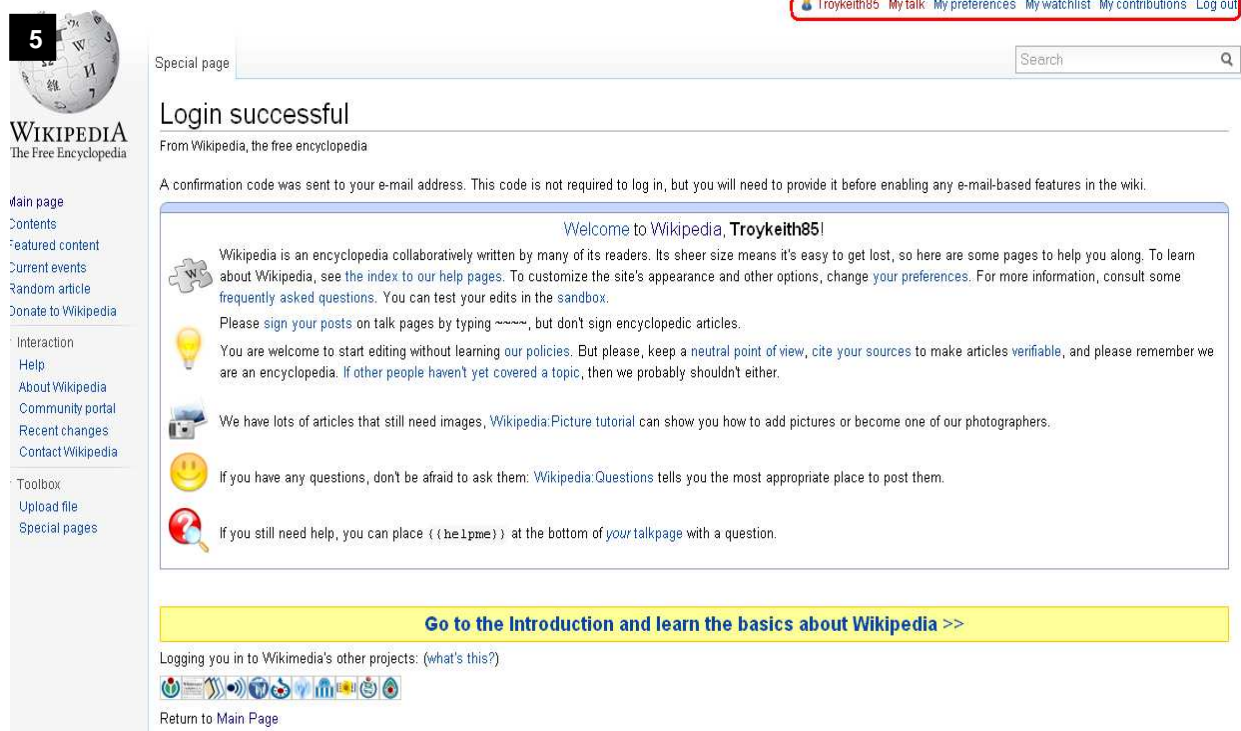 Troykeith85 My talk My preferences My watchlist My contributions Log out
5
Special page
Search
WIKIPEDIA
The Free Encyclopedia
Login successful
From Wikipedia, the free encyclopedia
A confirmation code was sent to your e-mail address. This code is not required to log in, but you will need to provide it before enabling any e-mail-based features in the wiki.
Main page
Contents
Featured content
Current events
Random article
Donate to Wikipedia
Interaction
Help
About Wikipedia
Community portal
Recent changes
Contact Wikipedia
Toolbox
Upload file
Special pages
Welcome to Wikipedia, Troykeith85!
Wikipedia is an encyclopedia collaboratively written by many of its readers. Its sheer size means it's easy to get lost, so here are some pages to help you along. To learn
about Wikipedia, see the index to our help pages. To customize the site's appearance and other options, change your preferences. For more information, consult some
frequently asked questions. You can test your edits in the sandbox.
Please sign your posts on talk pages by typing ~~~~, but don't sign encyclopedic articles.
You are welcome to start editing without learning our policies. But please, keep a neutral point of view, cite your sources to make articles verifiable, and please remember we
are an encyclopedia. If other people haven't yet covered a topic, then we probably shouldn't either.
We have lots of articles that still need images, Wikipedia:Picture tutorial can show you how to add pictures or become one of our photographers.
If you have any questions, don't be afraid to ask them: Wikipedia:Questions tells you the most appropriate place to post them.
If you still need help, you can place {{helpme}} at the bottom of your talkpage with a question.
Go to the Introduction and learn the basics about Wikipedia >>
Logging you in to Wikimedia's other projects: (what's this?)
Return to Main Page